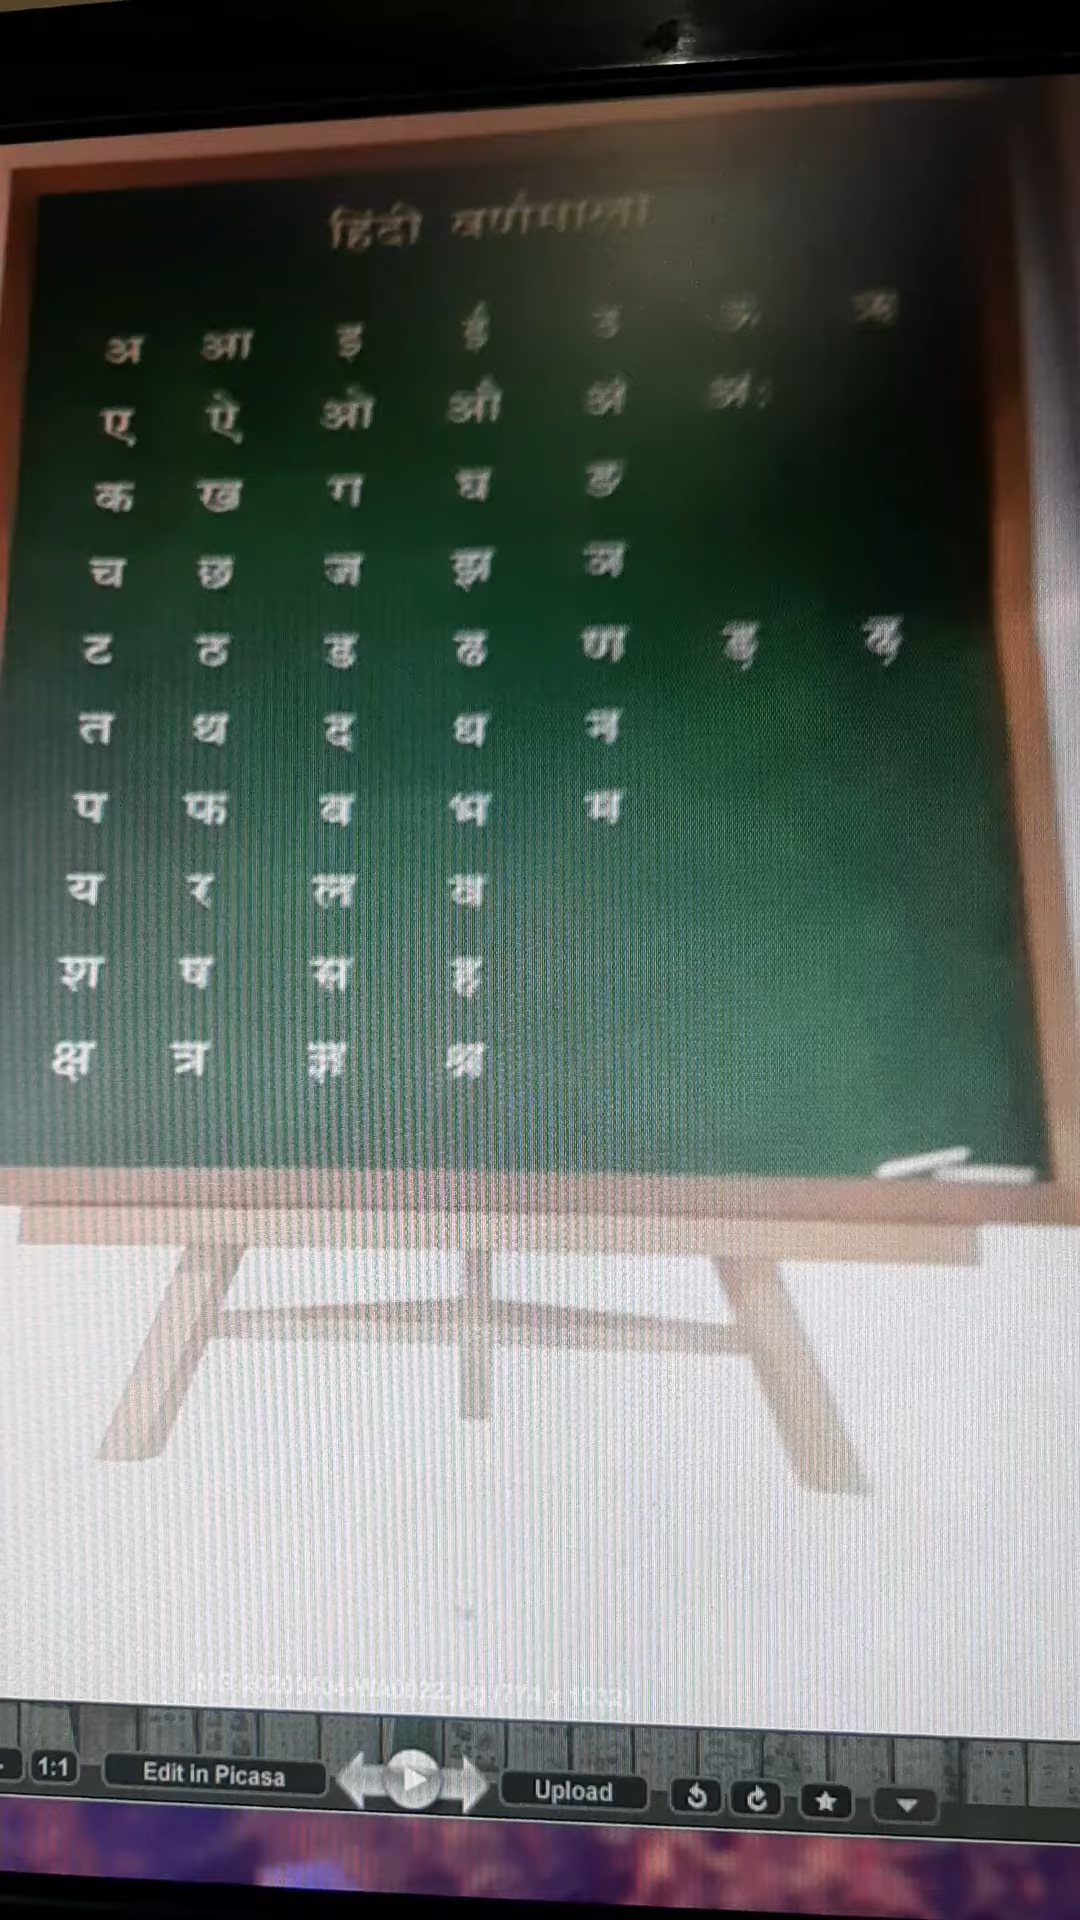 हिंदी वर्णमाला
अ आ इ ई उ ऊ ऋ
ए ऐ ओ औ अं अः
क ख ग घ ङ
च छ ज झ ञ
ट ठ ड ढ ण ड़ ढ़
त थ द ध न
प फ ब भ म
य र ल व
श ष स ह
क्ष त्र ज्ञ श्र
1:1 Edit in Picasa Upload